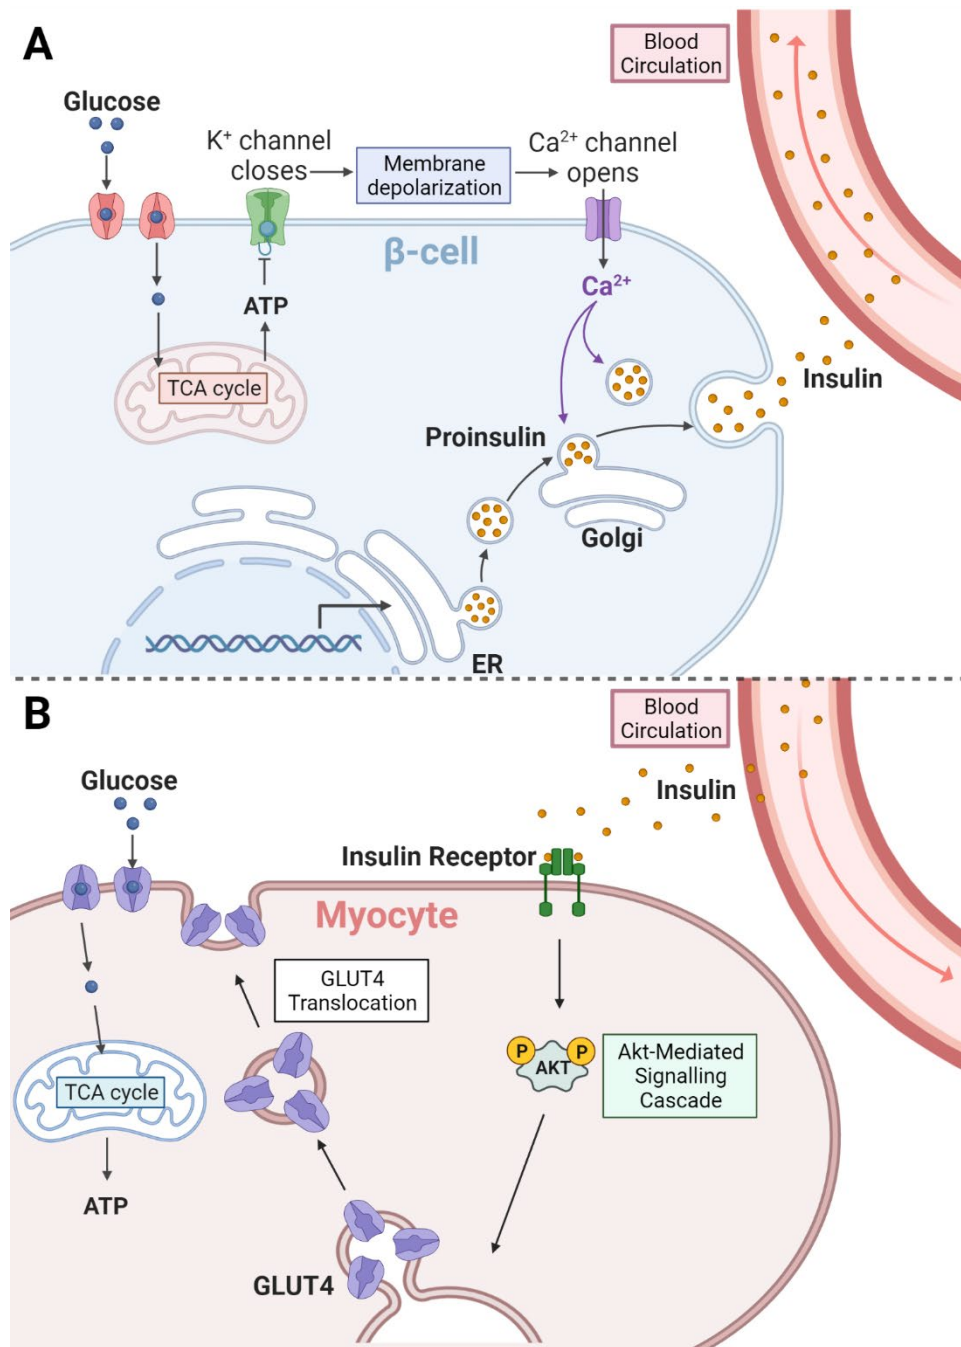 A
Blood
Circulation
Glucose
K⁺ channel
closes
Membrane
depolarization
Ca²⁺ channel
opens
β-cell
ATP
Ca²⁺
TCA cycle
Insulin
Proinsulin
Golgi
ER
B
Blood
Circulation
Glucose
Insulin
Insulin Receptor
Myocyte
GLUT4
Translocation
P
P
AKT
Akt-Mediated
Signalling
Cascade
TCA cycle
ATP
GLUT4